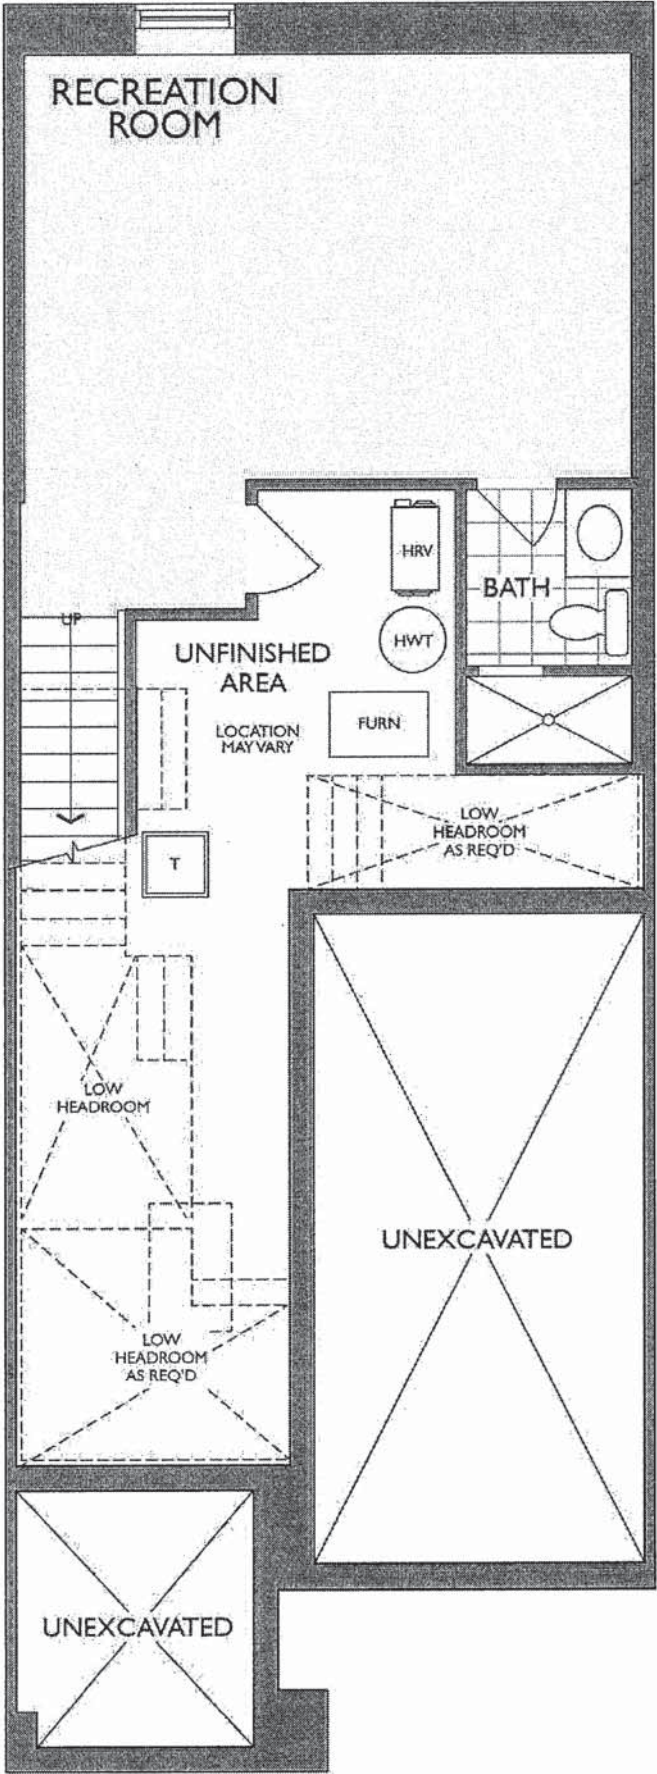 RECREATION
ROOM
HRV
BATH
UP
HWT
UNFINISHED
AREA
LOCATION
MAY VARY
FURN
LOW
HEADROOM
AS REQ'D
T
LOW
HEADROOM
UNEXCAVATED
LOW
HEADROOM
AS REQ'D
UNEXCAVATED